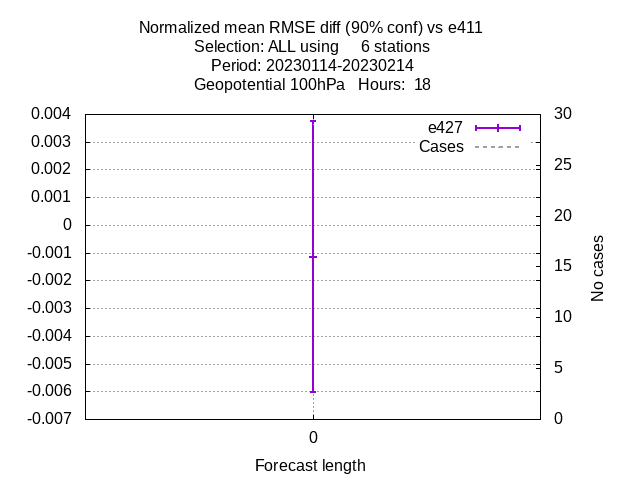 Normalized mean RMSE diff (90% conf) vs e411
Selection: ALL using     6 stations
Period: 20230114-20230214
Geopotential 100hPa   Hours:  18
0.004
0.003
0.002
0.001
0
-0.001
-0.002
-0.003
-0.004
-0.005
-0.006
-0.007
e427
Cases
30
25
20
15
10
5
0
No cases
0
Forecast length